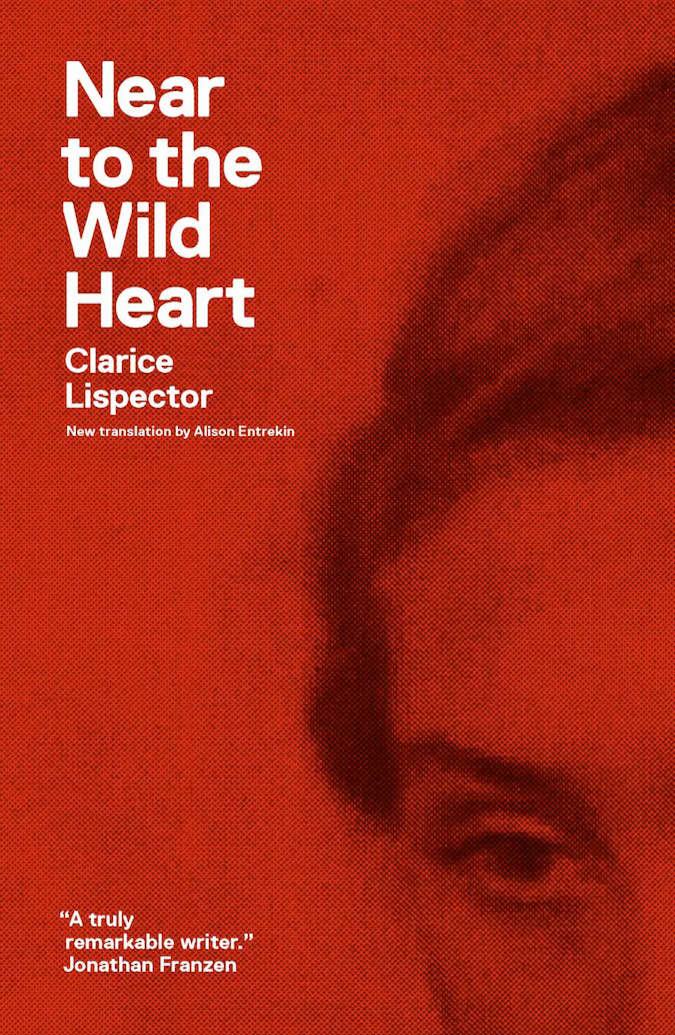 Near
to the
Wild
Heart
Clarice
Lispector
New translation by Alison Entrekin
“A truly
remarkable writer.”
Jonathan Franzen